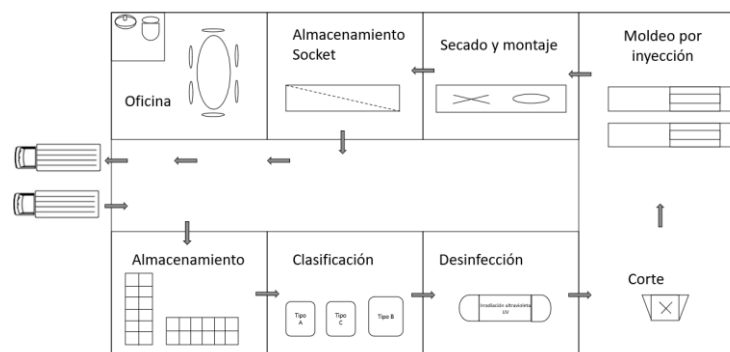 Oficina
Almacenamiento
Socket
Secado y montaje
Moldeo por
inyección
Almacenamiento
Clasificación
Tipo
A
Tipo
C
Tipo B
Desinfección
Irradiación ultravioleta
UV
Corte